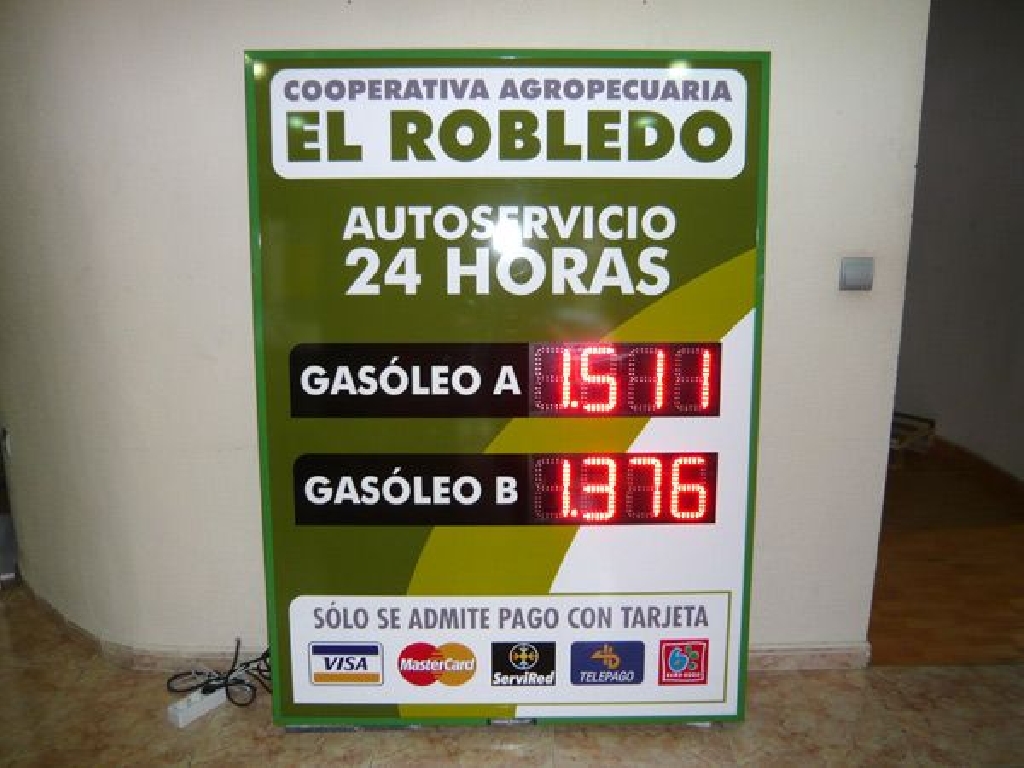 COOPERATIVA AGROPECUARIA
EL ROBLEDO
AUTOSERVICIO
24 HORAS
GASÓLEO A 1.511
GASÓLEO B 1.376
SÓLO SE ADMITE PAGO CON TARJETA
VISA MasterCard ServiRed TELEPAGO